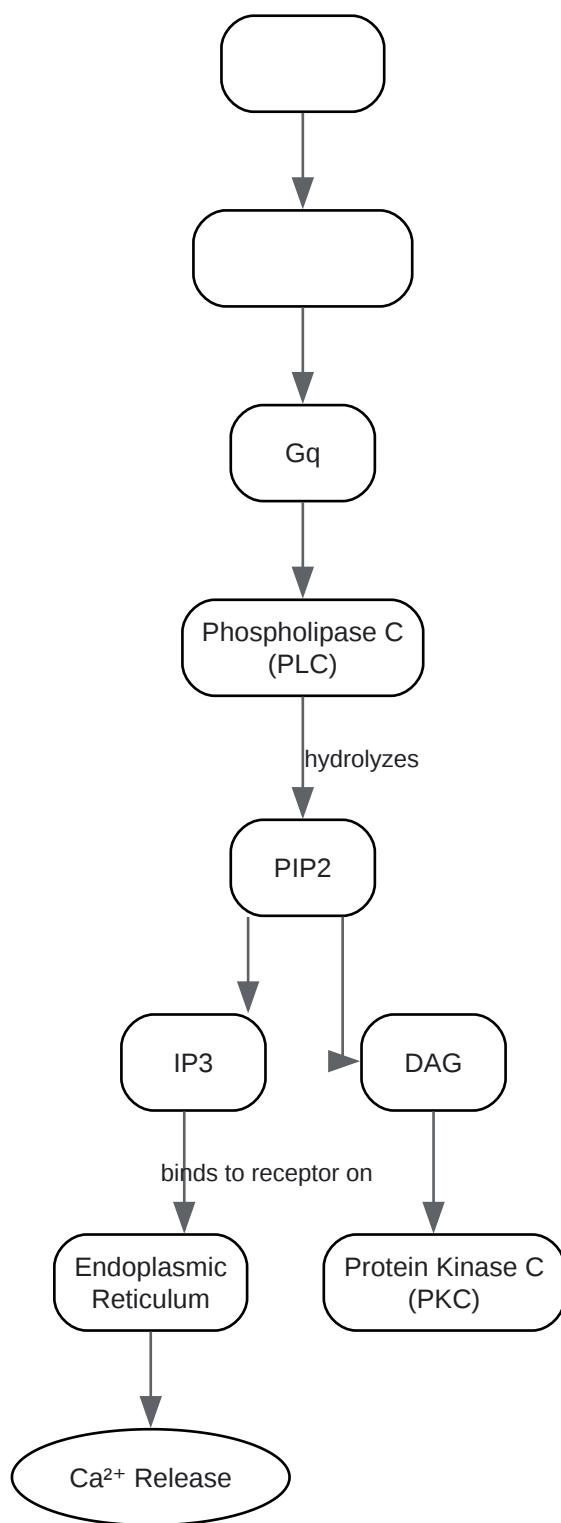 Gq
Phospholipase C
(PLC)
hydrolyzes
PIP2
IP3
DAG
binds to receptor on
Endoplasmic
Reticulum
Protein Kinase C
(PKC)
Ca²⁺ Release